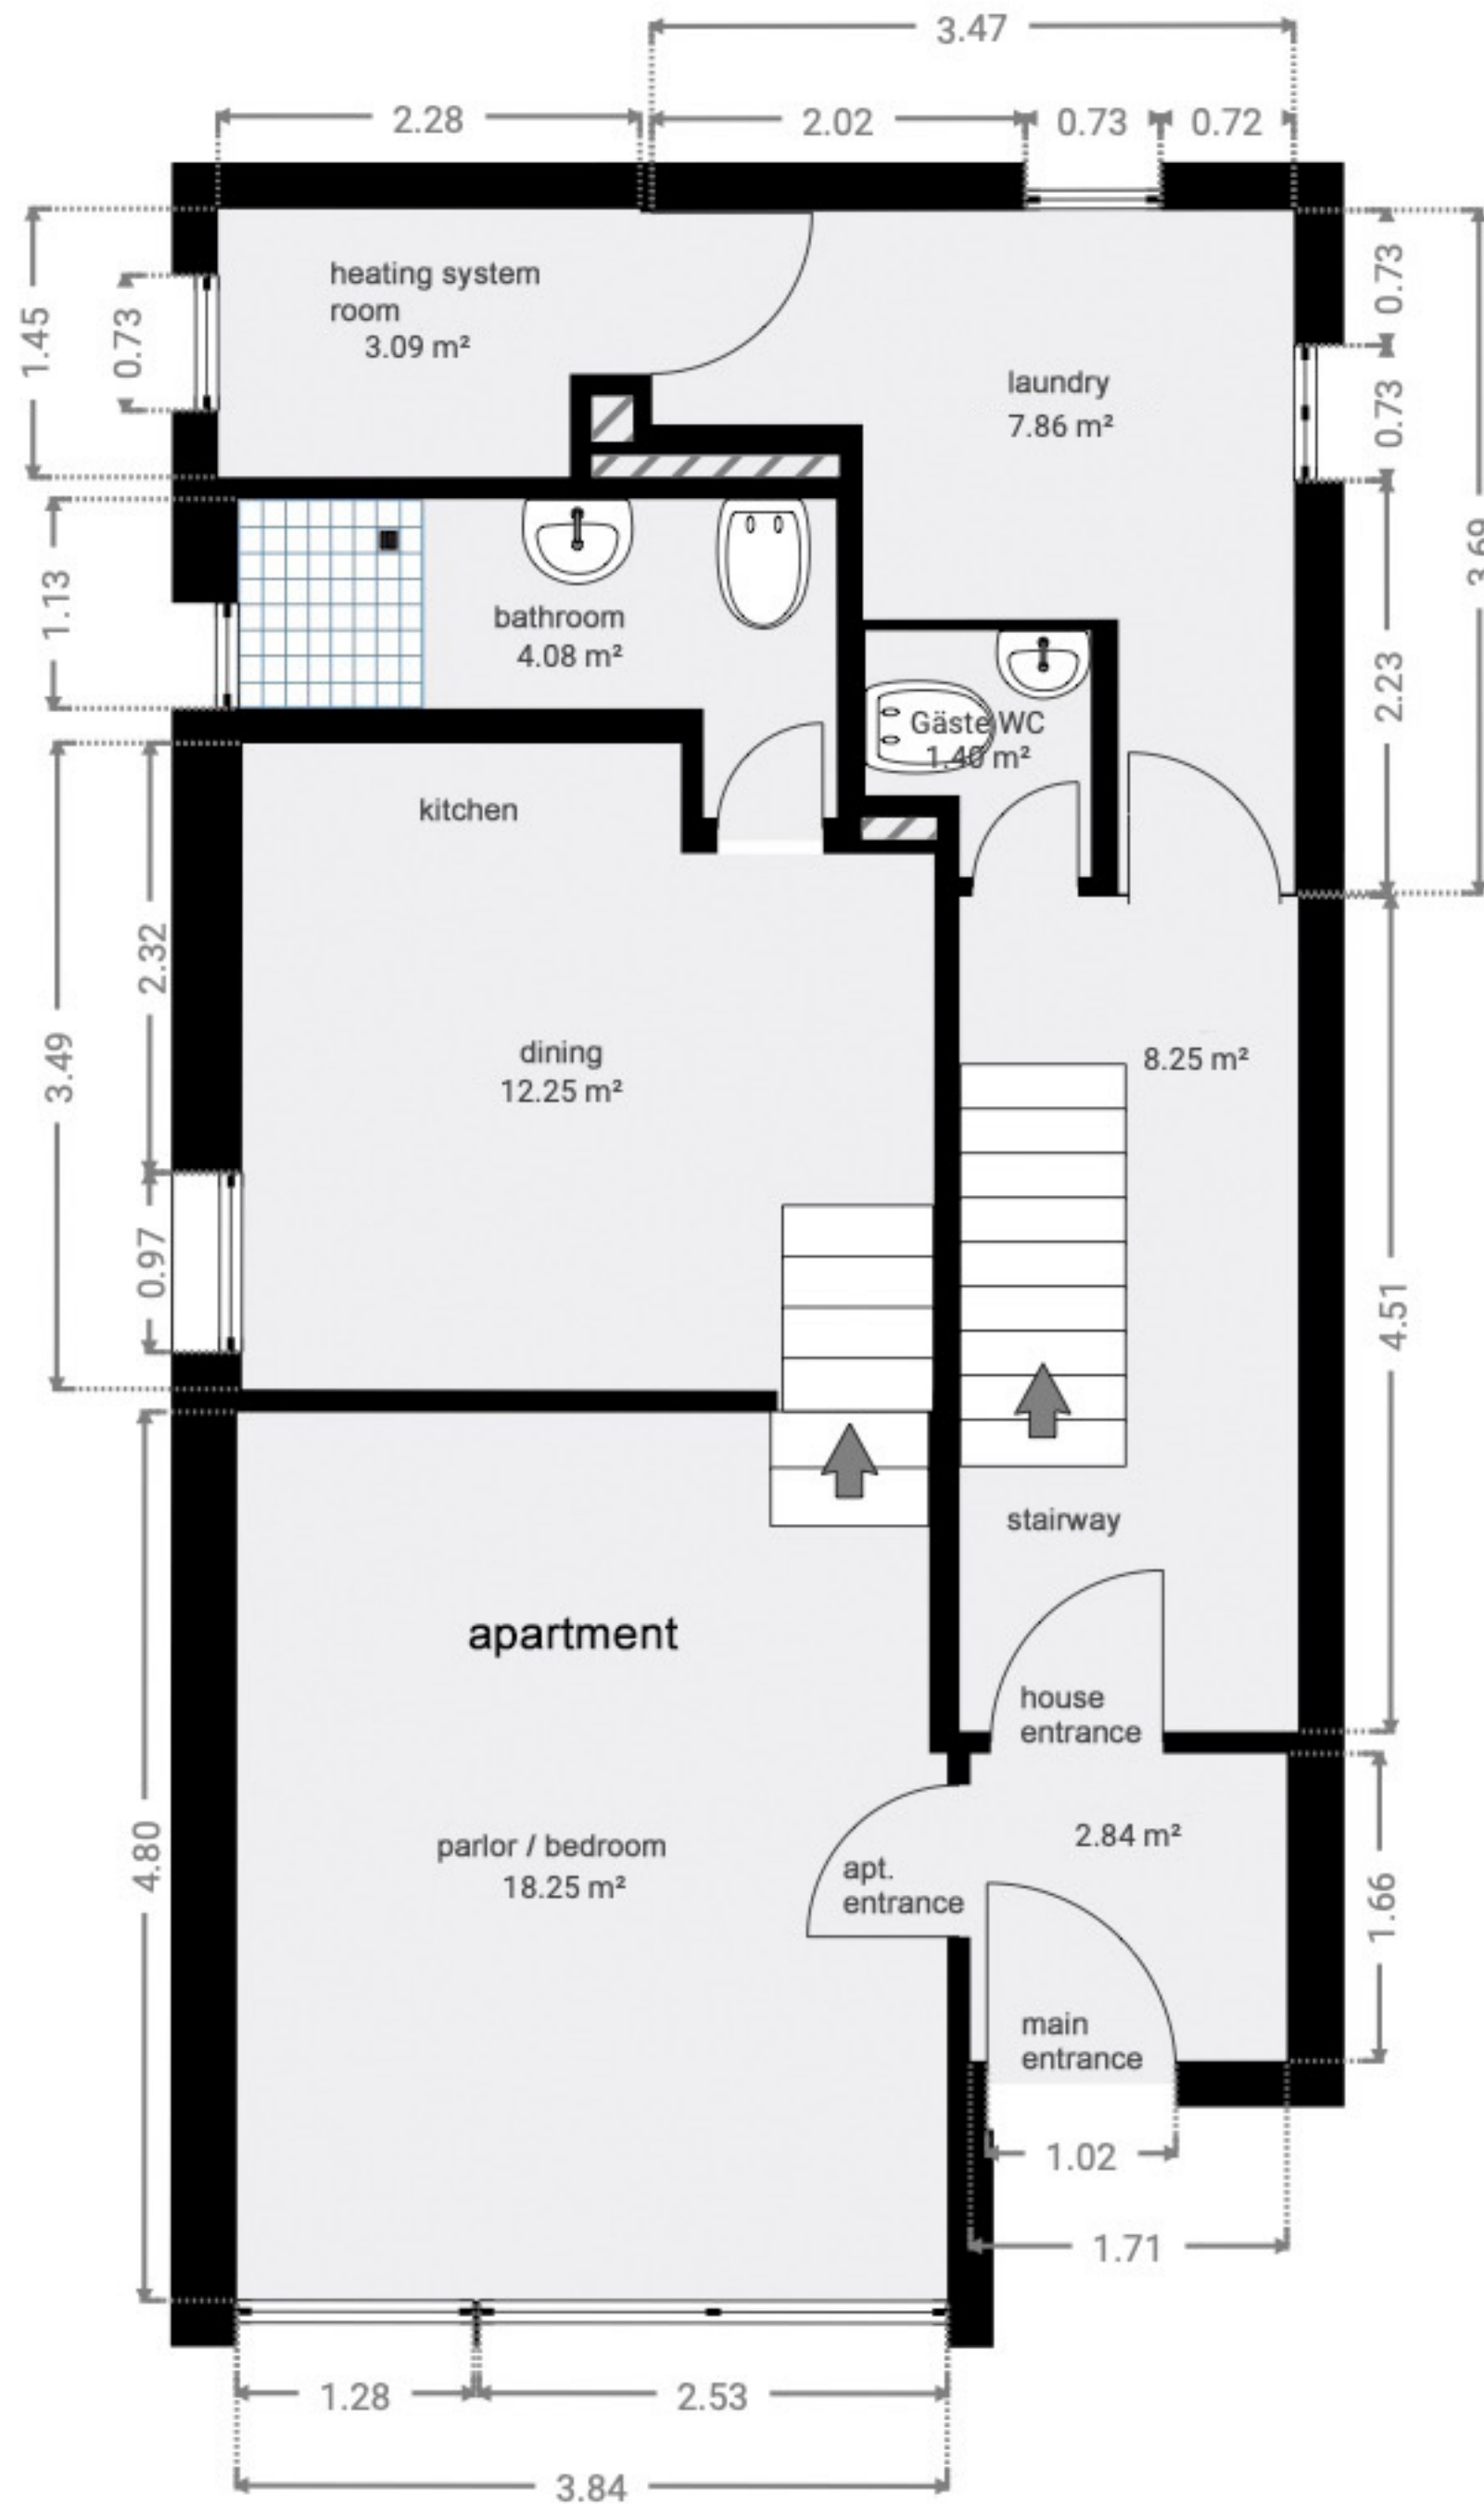 3.47
2.28
2.02
0.73
0.72
heating system
room
3.09 m²
1.45
0.73
0.73
laundry
7.86 m²
0.73
3.69
1.13
bathroom
4.08 m²
2.23
Gäste WC
1.40 m²
kitchen
2.32
3.49
dining
12.25 m²
8.25 m²
0.97
4.51
stairway
apartment
house
entrance
4.80
parlor / bedroom
18.25 m²
2.84 m²
apt.
entrance
1.66
main
entrance
1.02
1.71
1.28
2.53
3.84